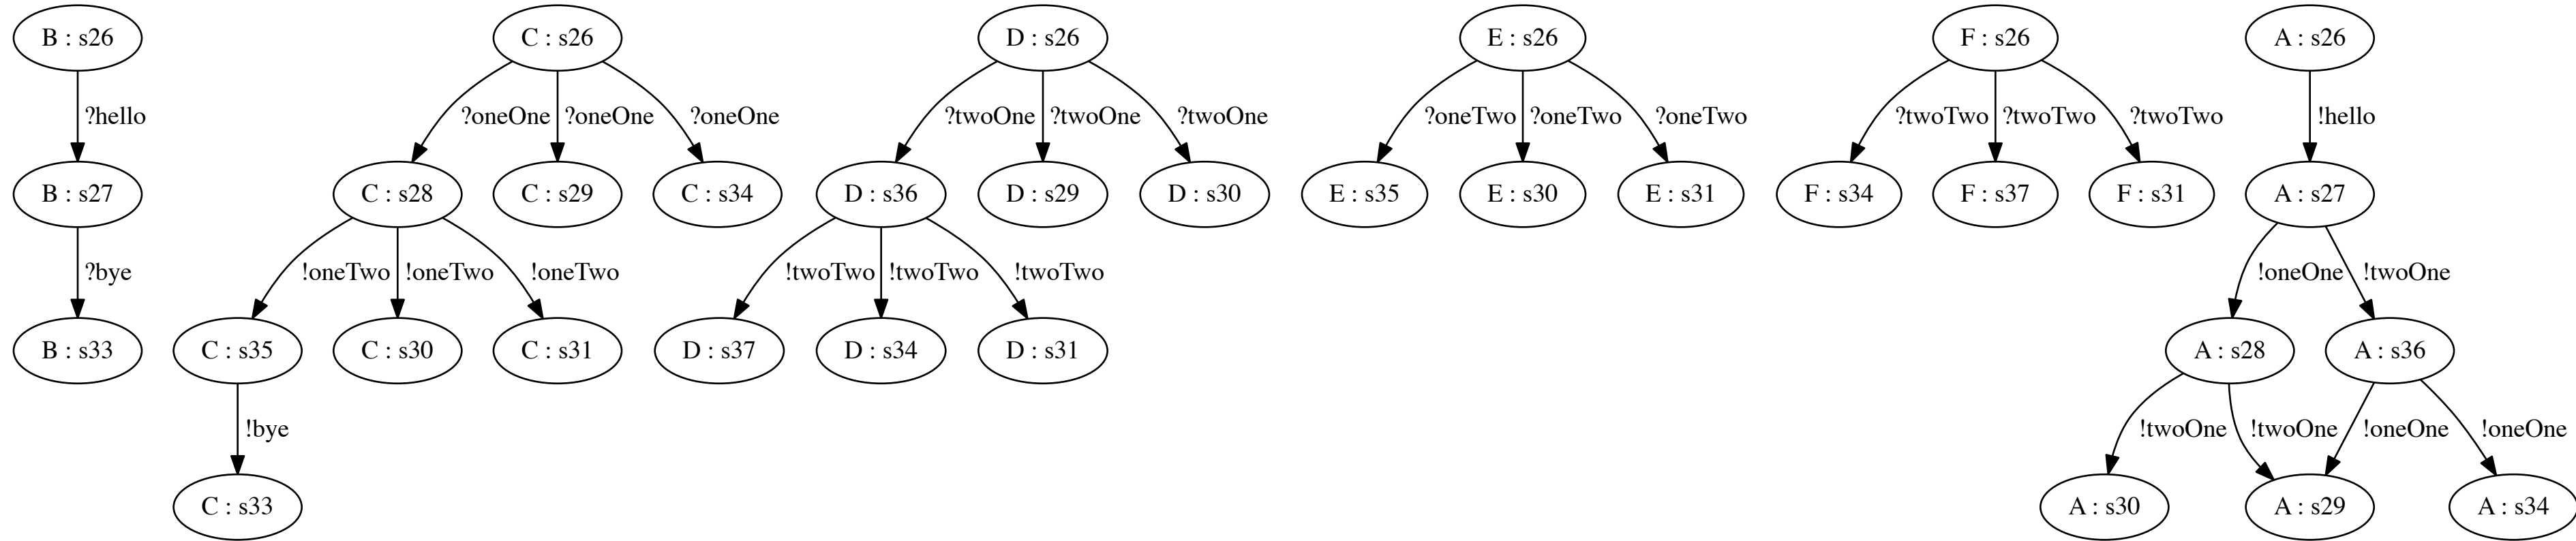 B : s26 C : s26 D : s26 E : s26 F : s26 A : s26
?hello ?oneOne ?oneOne ?oneOne ?twoOne ?twoOne ?twoOne ?oneTwo ?oneTwo ?oneTwo ?twoTwo ?twoTwo ?twoTwo !hello
B : s27 C : s28 C : s29 C : s34 D : s36 D : s29 D : s30 E : s35 E : s30 E : s31 F : s34 F : s37 F : s31 A : s27
?bye !oneTwo !oneTwo !oneTwo !twoTwo !twoTwo !twoTwo !oneOne !twoOne
B : s33 C : s35 C : s30 C : s31 D : s37 D : s34 D : s31 A : s28 A : s36
!bye !twoOne !twoOne !oneOne !oneOne
C : s33 A : s30 A : s29 A : s34